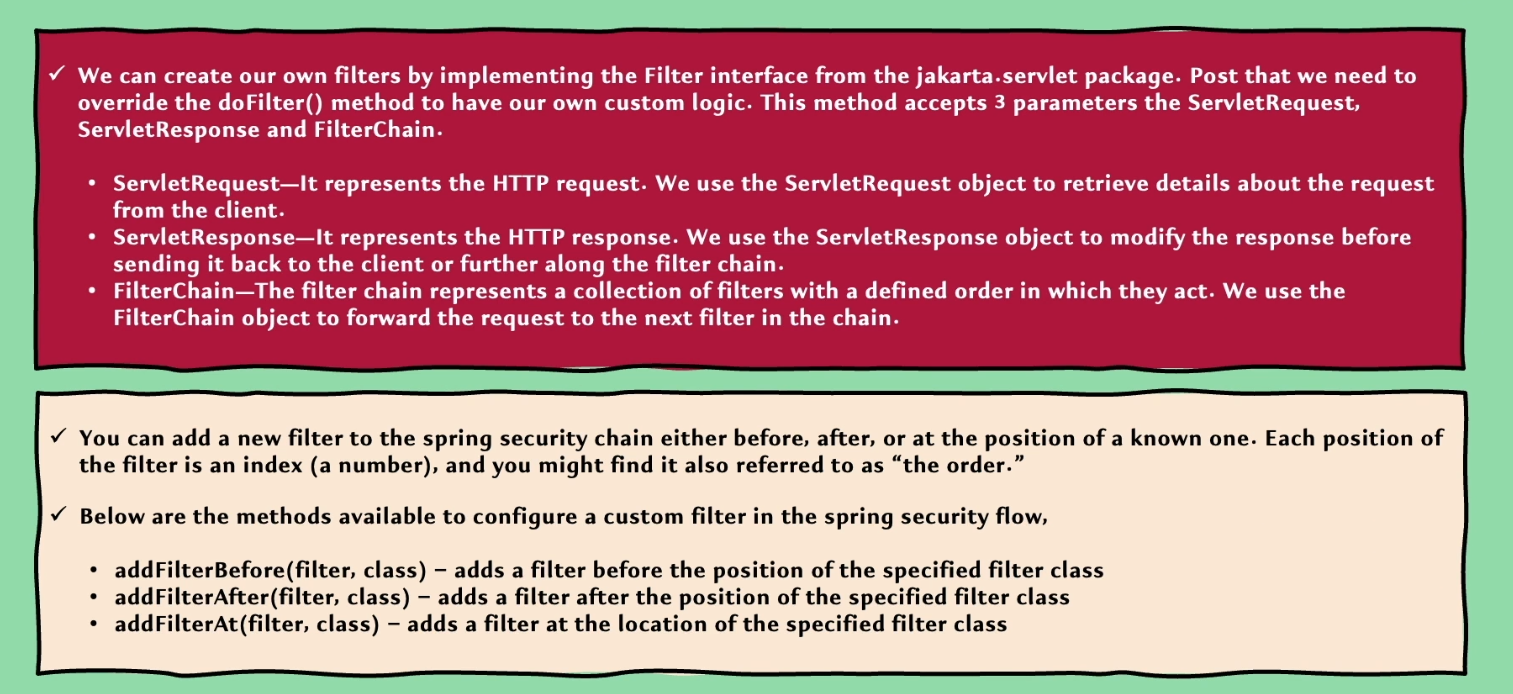 ✓ We can create our own filters by implementing the Filter interface from the jakarta.servlet package. Post that we need to
override the doFilter() method to have our own custom logic. This method accepts 3 parameters the ServletRequest,
ServletResponse and FilterChain.
• ServletRequest—It represents the HTTP request. We use the ServletRequest object to retrieve details about the request
from the client.
• ServletResponse—It represents the HTTP response. We use the ServletResponse object to modify the response before
sending it back to the client or further along the filter chain.
• FilterChain—The filter chain represents a collection of filters with a defined order in which they act. We use the
FilterChain object to forward the request to the next filter in the chain.
✓ You can add a new filter to the spring security chain either before, after, or at the position of a known one. Each position of
the filter is an index (a number), and you might find it also referred to as “the order.”
✓ Below are the methods available to configure a custom filter in the spring security flow,
• addFilterBefore(filter, class) – adds a filter before the position of the specified filter class
• addFilterAfter(filter, class) – adds a filter after the position of the specified filter class
• addFilterAt(filter, class) – adds a filter at the location of the specified filter class